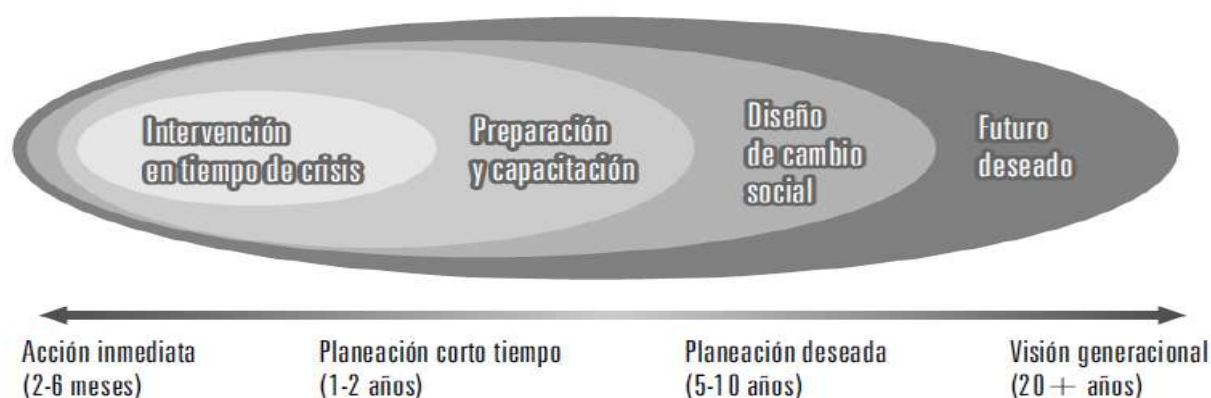 Intervención
en tiempo de crisis
Preparación
y capacitación
Diseño
de cambio
social
Futuro
deseado
Acción inmediata
(2-6 meses)
Planeación corto tiempo
(1-2 años)
Planeación deseada
(5-10 años)
Visión generacional
(20 + años)